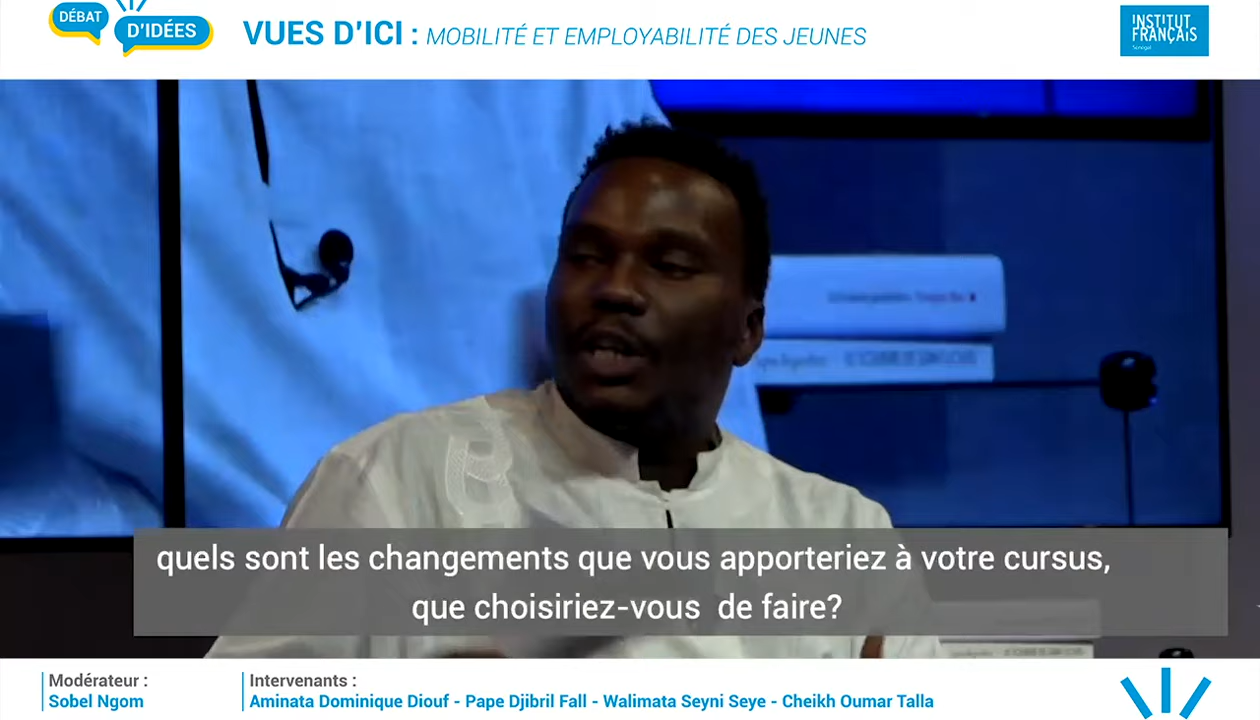 DÉBAT
D'IDÉES
VUES D'ICI : MOBILITÉ ET EMPLOYABILITÉ DES JEUNES
INSTITUT
FRANÇAIS
Sénégal
quels sont les changements que vous apporteriez à votre cursus,
que choisiriez-vous de faire?
Modérateur :
Sobel Ngom
Intervenants :
Aminata Dominique Diouf - Pape Djibril Fall - Walimata Seyni Seye - Cheikh Oumar Talla